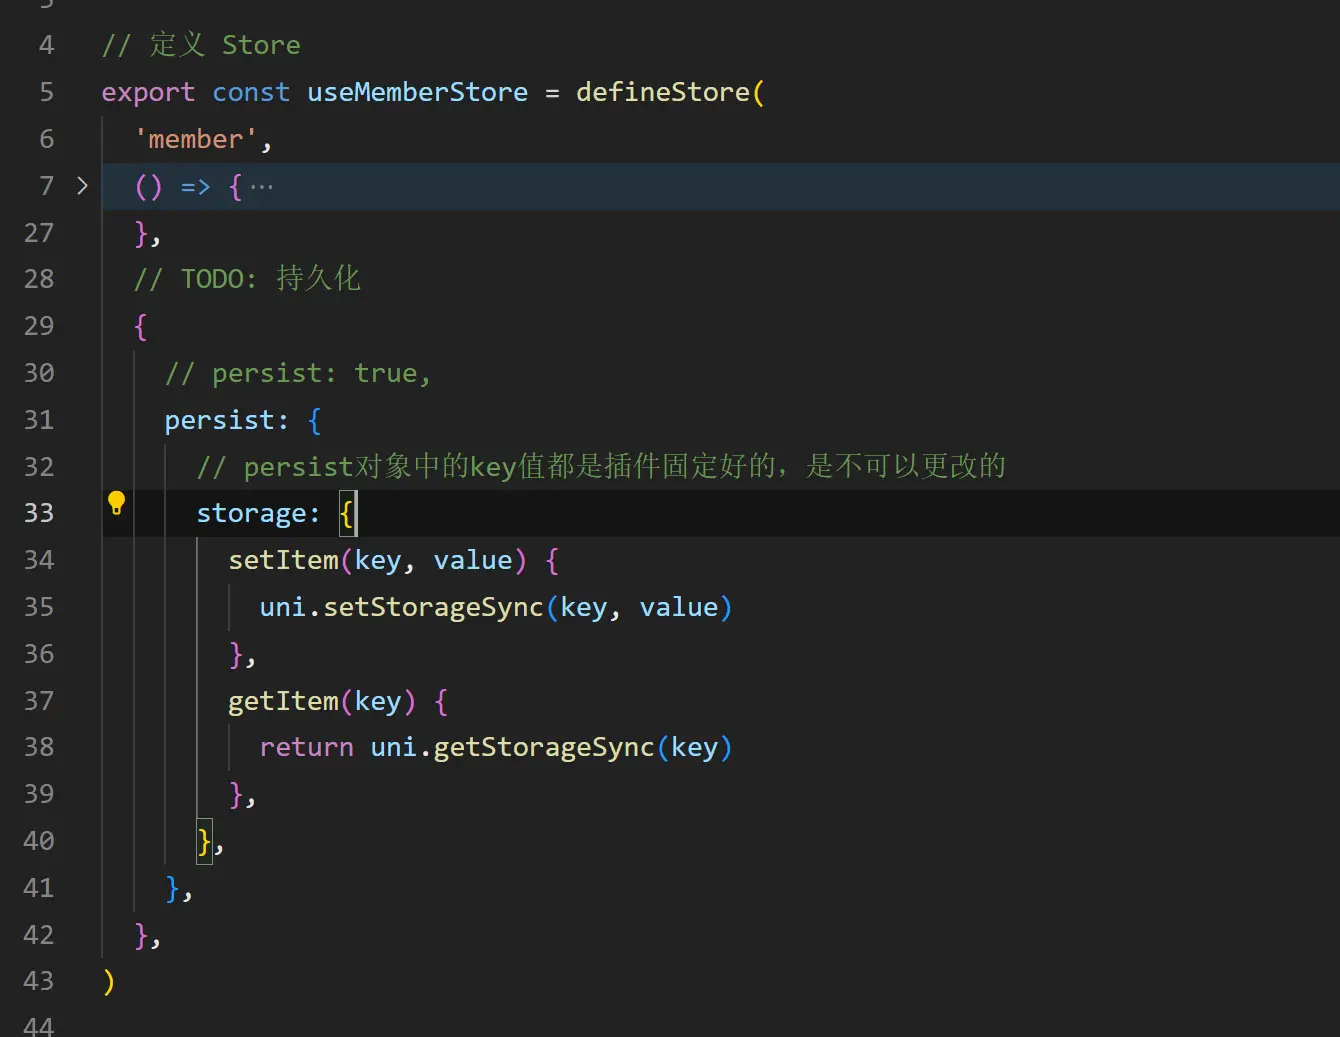 4 // 定义 Store
5 export const useMemberStore = defineStore(
6 'member',
7 > () => { ···
27 },
28 // TODO: 持久化
29 {
30 // persist: true,
31 persist: {
32 // persist对象中的key值都是插件固定好的，是不可以更改的
33 storage: {
34 setItem(key, value) {
35 uni.setStorageSync(key, value)
36 },
37 getItem(key) {
38 return uni.getStorageSync(key)
39 },
40 },
41 },
42 },
43 )
44